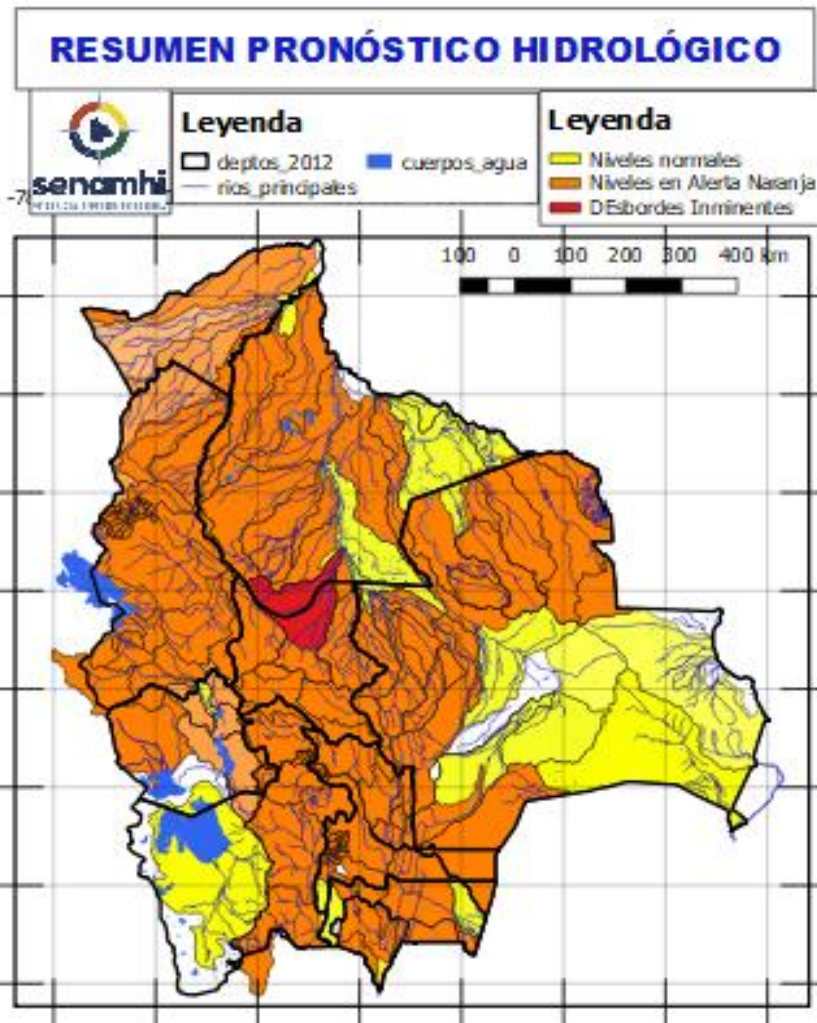 RESUMEN PRONÓSTICO HIDROLÓGICO
senamhi
Leyenda
deptos_2012
cuerpos_agua
rios_principales
Leyenda
Niveles normales
Niveles en Alerta Naranja
DEsbordes Inminentes
100 0 100 200 300 400 km